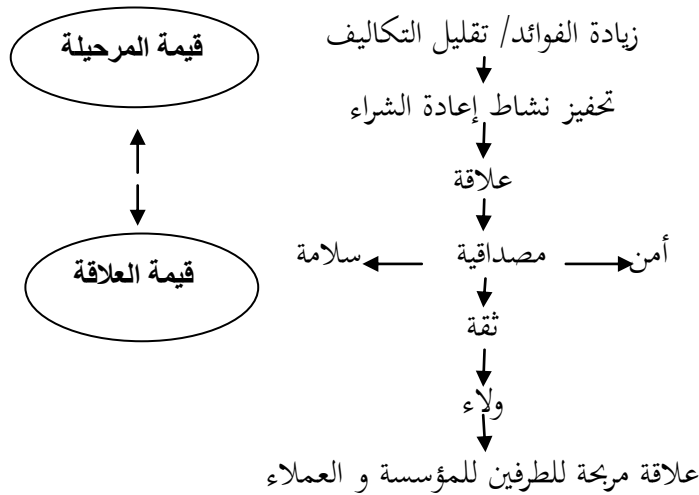 زيادة الفوائد/ تقليل التكاليف
قيمة المرحيلة
تحفيز نشاط إعادة الشراء
علاقة
أمن
مصداقية
سلامة
قيمة العلاقة
ثقة
ولاء
علاقة مربحة للطرفين للمؤسسة و العملاء